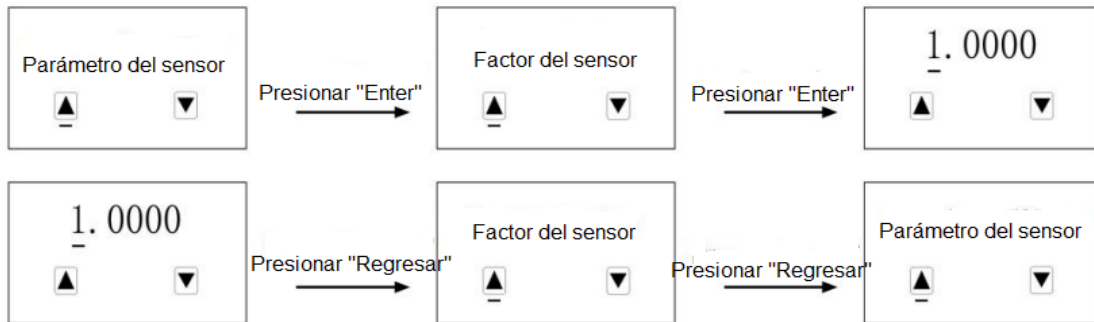 Parámetro del sensor
Presionar "Enter"
Factor del sensor
Presionar "Enter"
1.0000
1.0000
Presionar "Regresar"
Factor del sensor
Presionar "Regresar"
Parámetro del sensor